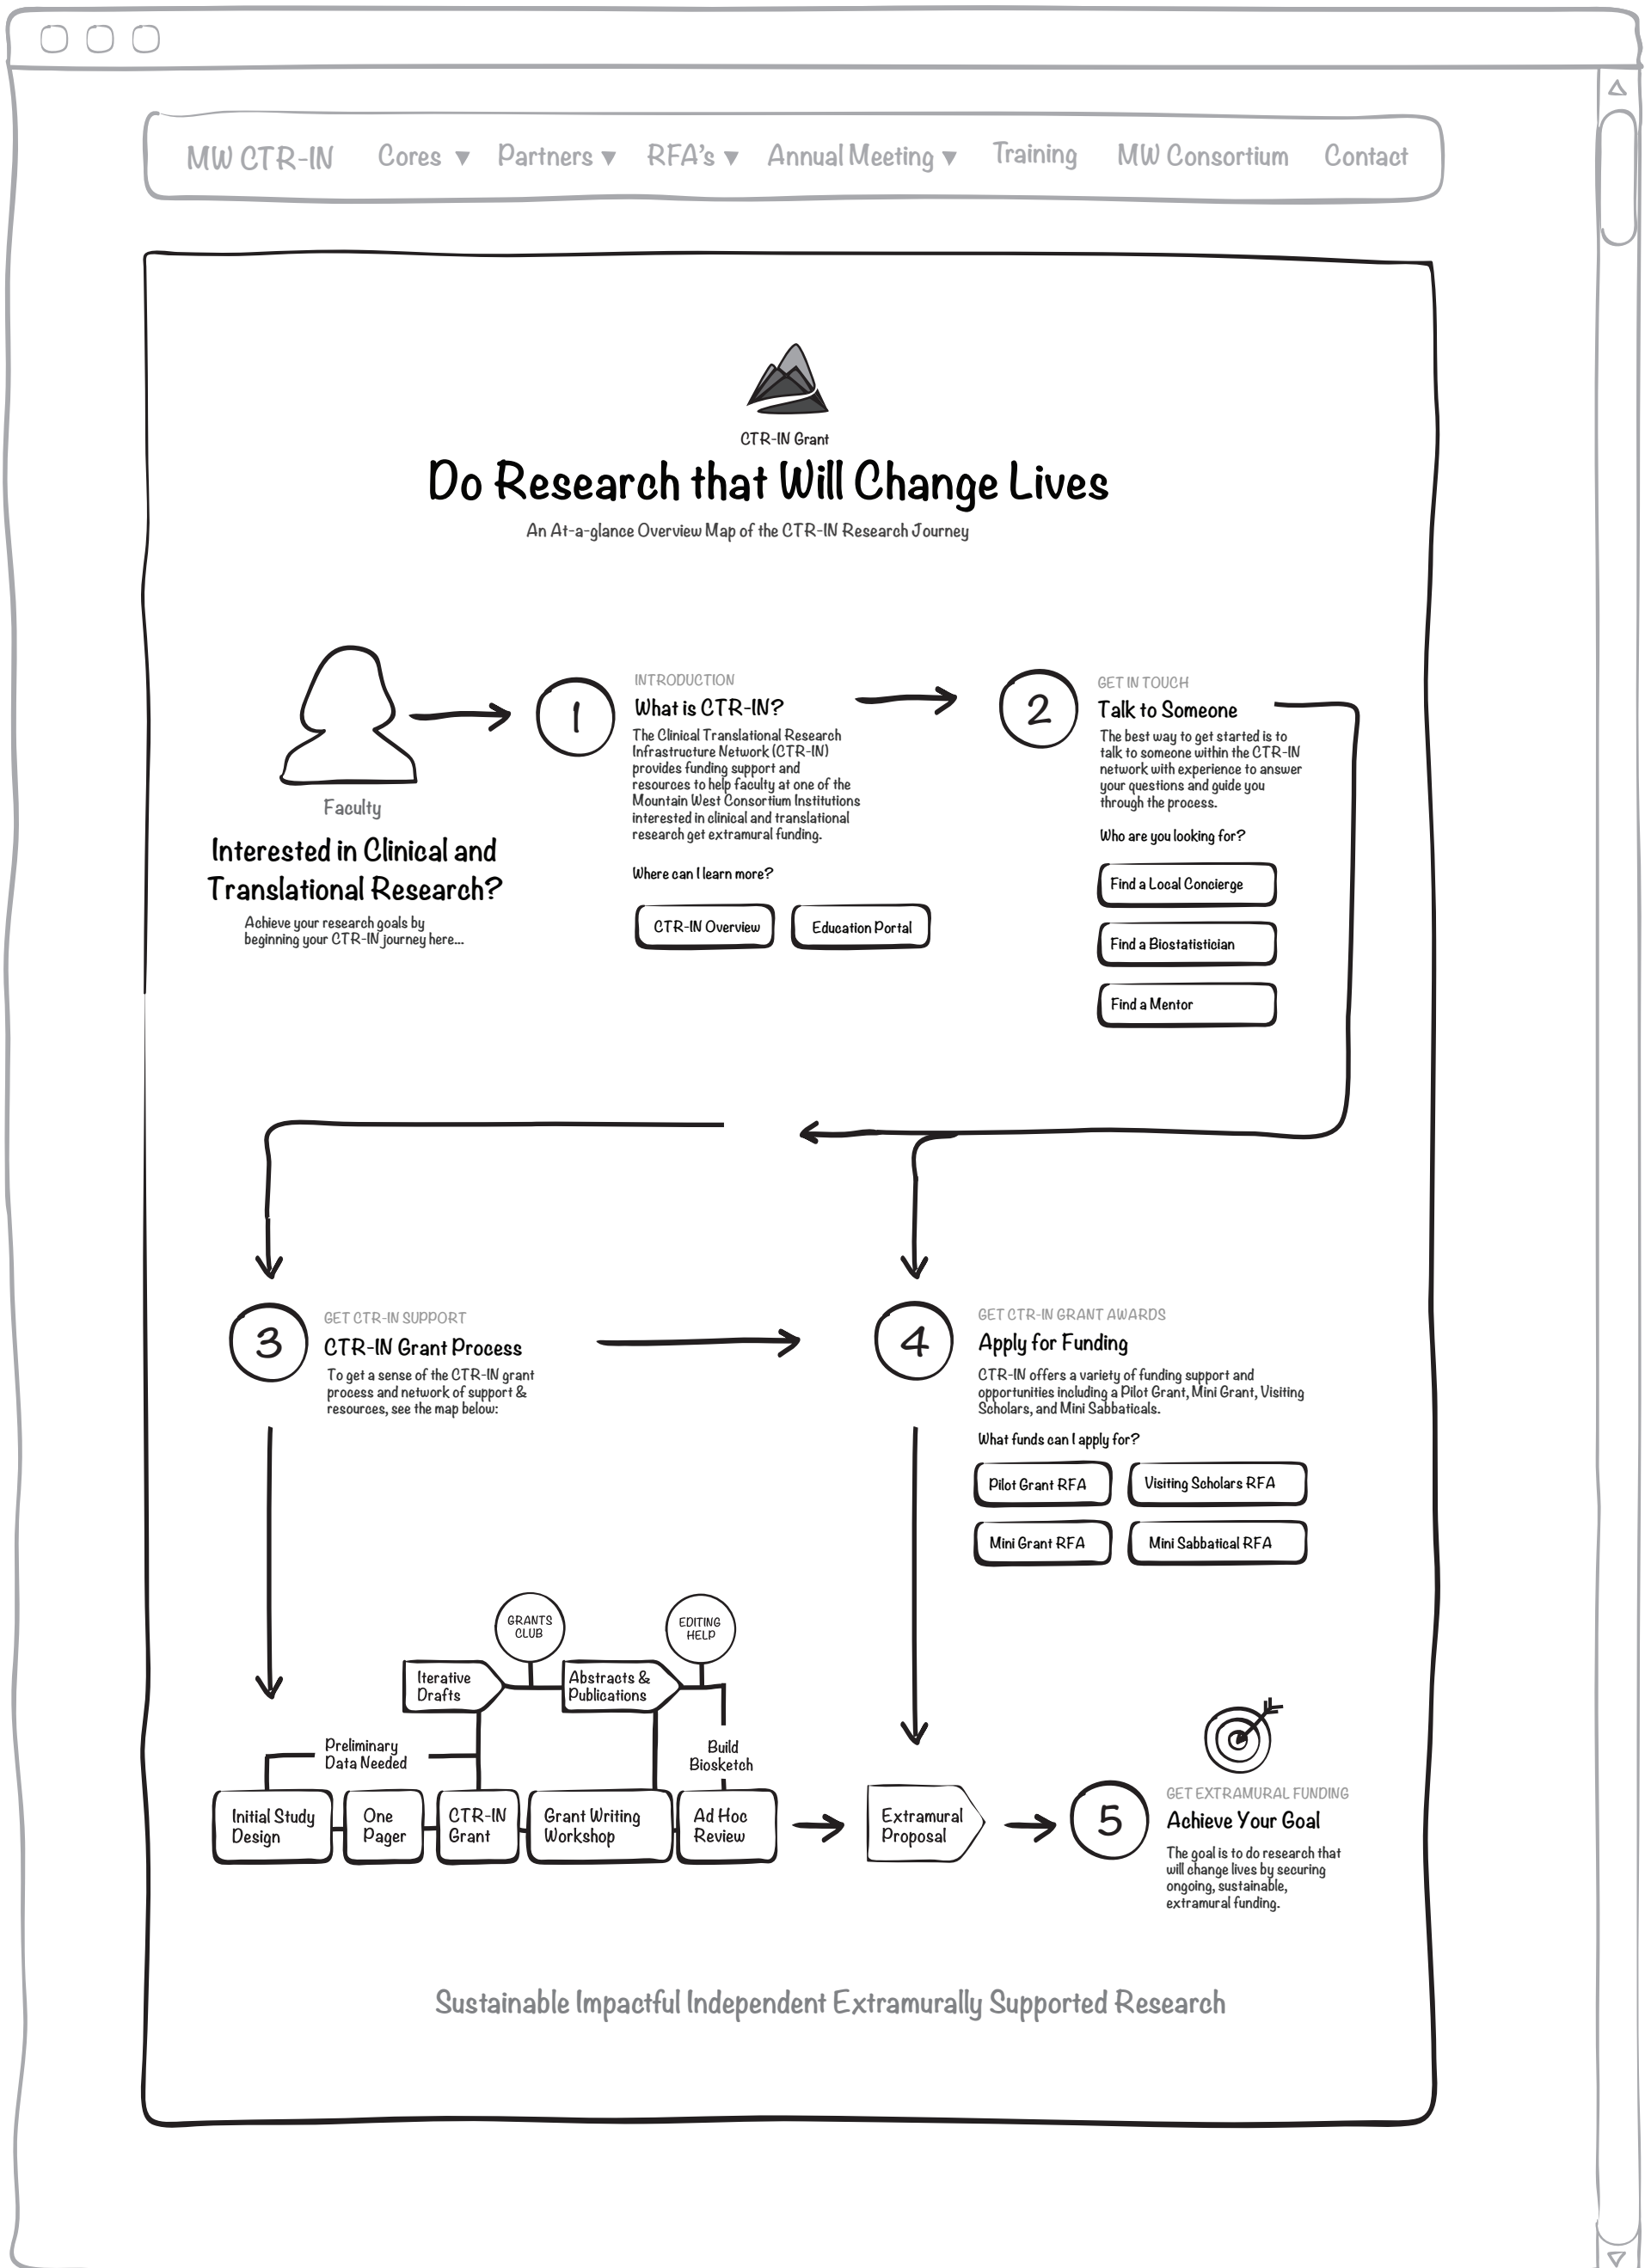 MW CTR-IN Cores ▼ Partners ▼ RFA's ▼ Annual Meeting ▼ Training MW Consortium Contact
CTR-IN Grant
Do Research that Will Change Lives
An At-a-glance Overview Map of the CTR-IN Research Journey
Faculty
Interested in Clinical and
Translational Research?
Achieve your research goals by
beginning your CTR-IN journey here...
1
INTRODUCTION
What is CTR-IN?
The Clinical Translational Research
Infrastructure Network (CTR-IN)
provides funding support and
resources to help faculty at one of the
Mountain West Consortium Institutions
interested in clinical and translational
research get extramural funding.
Where can I learn more?
CTR-IN Overview
Education Portal
2
GET IN TOUCH
Talk to Someone
The best way to get started is to
talk to someone within the CTR-IN
network with experience to answer
your questions and guide you
through the process.
Who are you looking for?
Find a Local Concierge
Find a Biostatistician
Find a Mentor
3
GET CTR-IN SUPPORT
CTR-IN Grant Process
To get a sense of the CTR-IN grant
process and network of support &
resources, see the map below:
4
GET CTR-IN GRANT AWARDS
Apply for Funding
CTR-IN offers a variety of funding support and
opportunities including a Pilot Grant, Mini Grant, Visiting
Scholars, and Mini Sabbaticals.
What funds can I apply for?
Pilot Grant RFA
Visiting Scholars RFA
Mini Grant RFA
Mini Sabbatical RFA
GRANTS
CLUB
EDITING
HELP
Iterative
Drafts
Abstracts &
Publications
Preliminary
Data Needed
Build
Biosketch
Initial Study
Design
One
Pager
CTR-IN
Grant
Grant Writing
Workshop
Ad Hoc
Review
Extramural
Proposal
5
GET EXTRAMURAL FUNDING
Achieve Your Goal
The goal is to do research that
will change lives by securing
ongoing, sustainable,
extramural funding.
Sustainable Impactful Independent Extramurally Supported Research